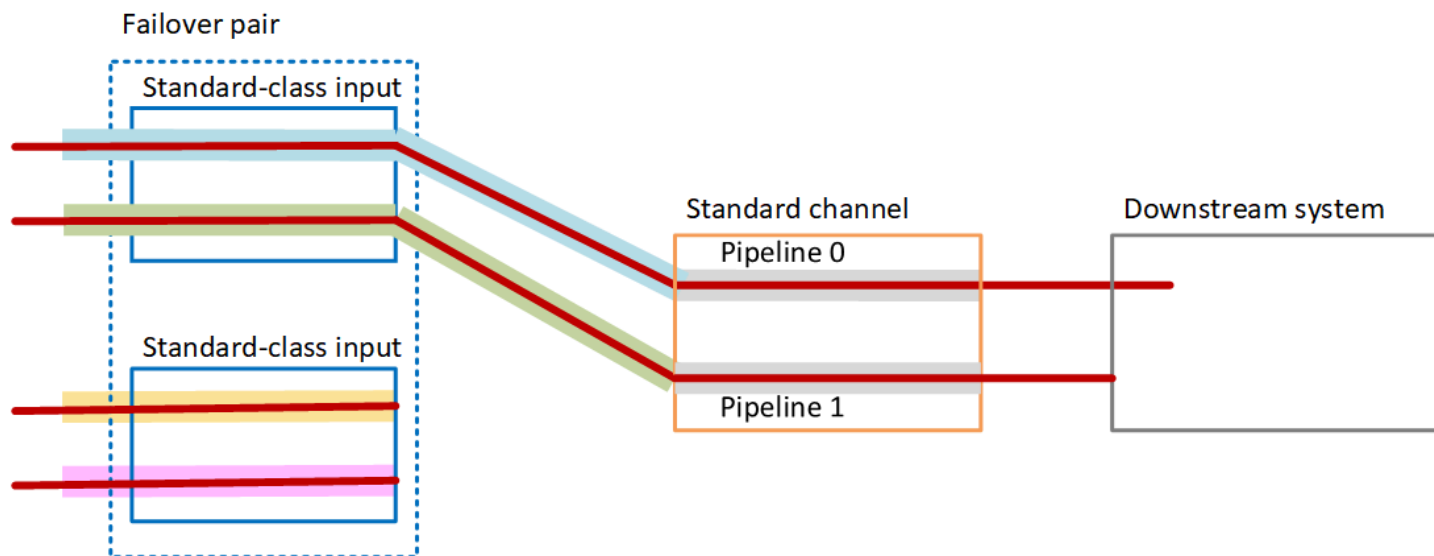 Failover pair
Standard-class input
Standard channel
Downstream system
Pipeline 0
Standard-class input
Pipeline 1